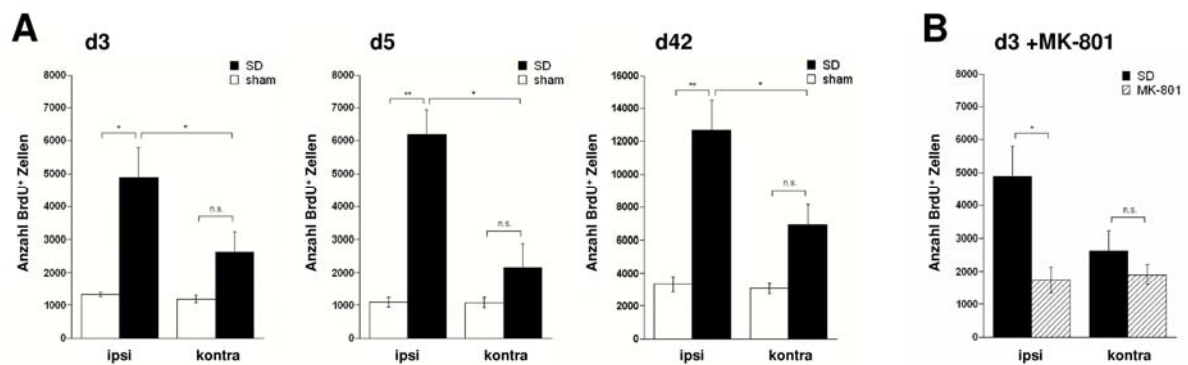 A
d3
SD
sham
Anzahl BrdU⁺ Zellen
8000
7000
6000
5000
4000
3000
2000
1000
0
*
*
n.s.
ipsi
kontra
d5
SD
sham
Anzahl BrdU⁺ Zellen
8000
7000
6000
5000
4000
3000
2000
1000
0
**
*
n.s.
ipsi
kontra
d42
SD
sham
Anzahl BrdU⁺ Zellen
16000
14000
12000
10000
8000
6000
4000
2000
0
**
*
n.s.
ipsi
kontra
B
d3 +MK-801
SD
MK-801
Anzahl BrdU⁺ Zellen
8000
7000
6000
5000
4000
3000
2000
1000
0
*
n.s.
ipsi
kontra